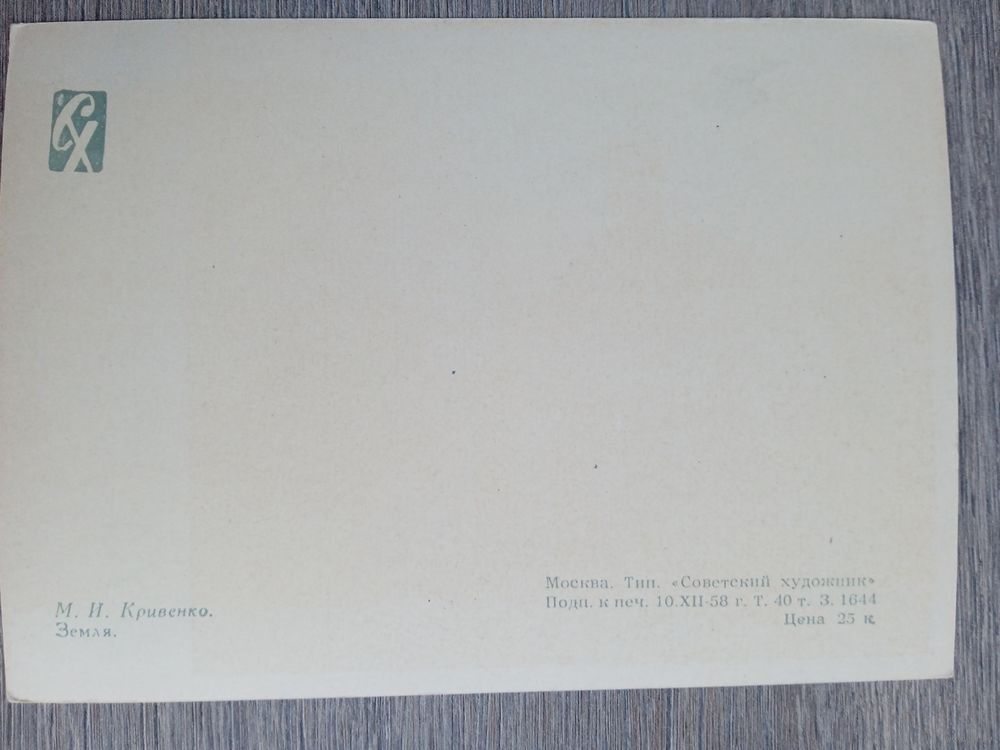 СХ
М. И. Кривенко.
Земля.
Москва. Тип. «Советский художник»
Подп. к печ. 10.XII-58 г. Т. 40 т. З. 1644
Цена 25 к.